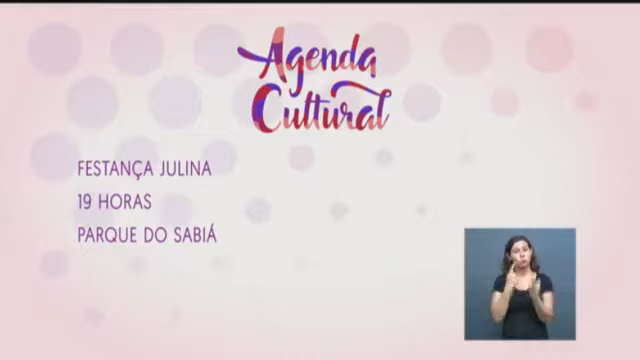 Agenda
Cultural
FESTANÇA JULINA
19 HORAS
PARQUE DO SABIÁ